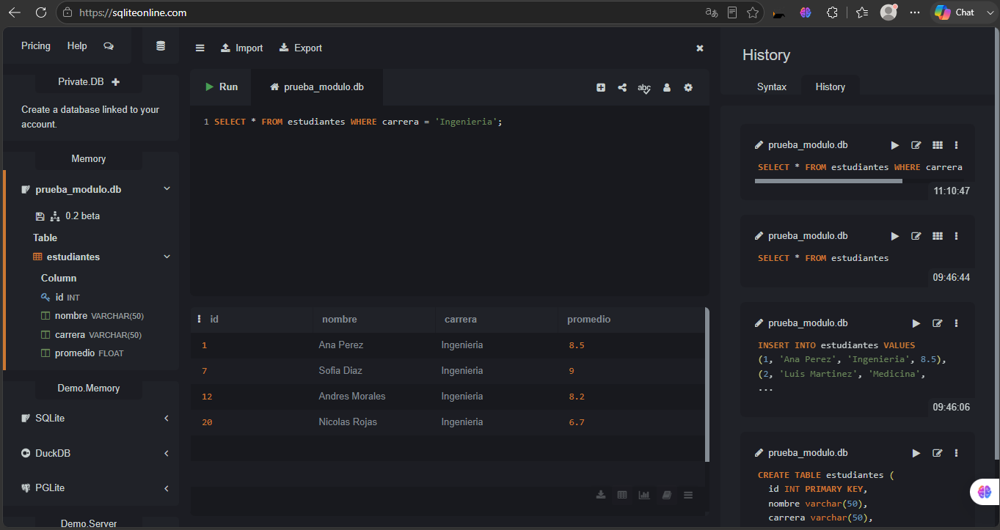 https://sqliteonline.com
Chat
Pricing Help
Import Export
Private.DB
Create a database linked to your
account.
Memory
prueba_modulo.db
0.2 beta
Table
estudiantes
Column
id INT
nombre VARCHAR(50)
carrera VARCHAR(50)
promedio FLOAT
Demo.Memory
SQLite
DuckDB
PGLite
Demo.Server
Run prueba_modulo.db
abc
1 SELECT * FROM estudiantes WHERE carrera = 'Ingenieria';
id nombre carrera promedio
1 Ana Perez Ingenieria 8.5
7 Sofia Diaz Ingenieria 9
12 Andres Morales Ingenieria 8.2
20 Nicolas Rojas Ingenieria 6.7
History
Syntax History
prueba_modulo.db
SELECT * FROM estudiantes WHERE carrera
11:10:47
prueba_modulo.db
SELECT * FROM estudiantes
09:46:44
prueba_modulo.db
INSERT INTO estudiantes VALUES
(1, 'Ana Perez', 'Ingenieria', 8.5),
(2, 'Luis Martinez', 'Medicina',
...
09:46:06
prueba_modulo.db
CREATE TABLE estudiantes (
id INT PRIMARY KEY,
nombre varchar(50),
carrera varchar(50),